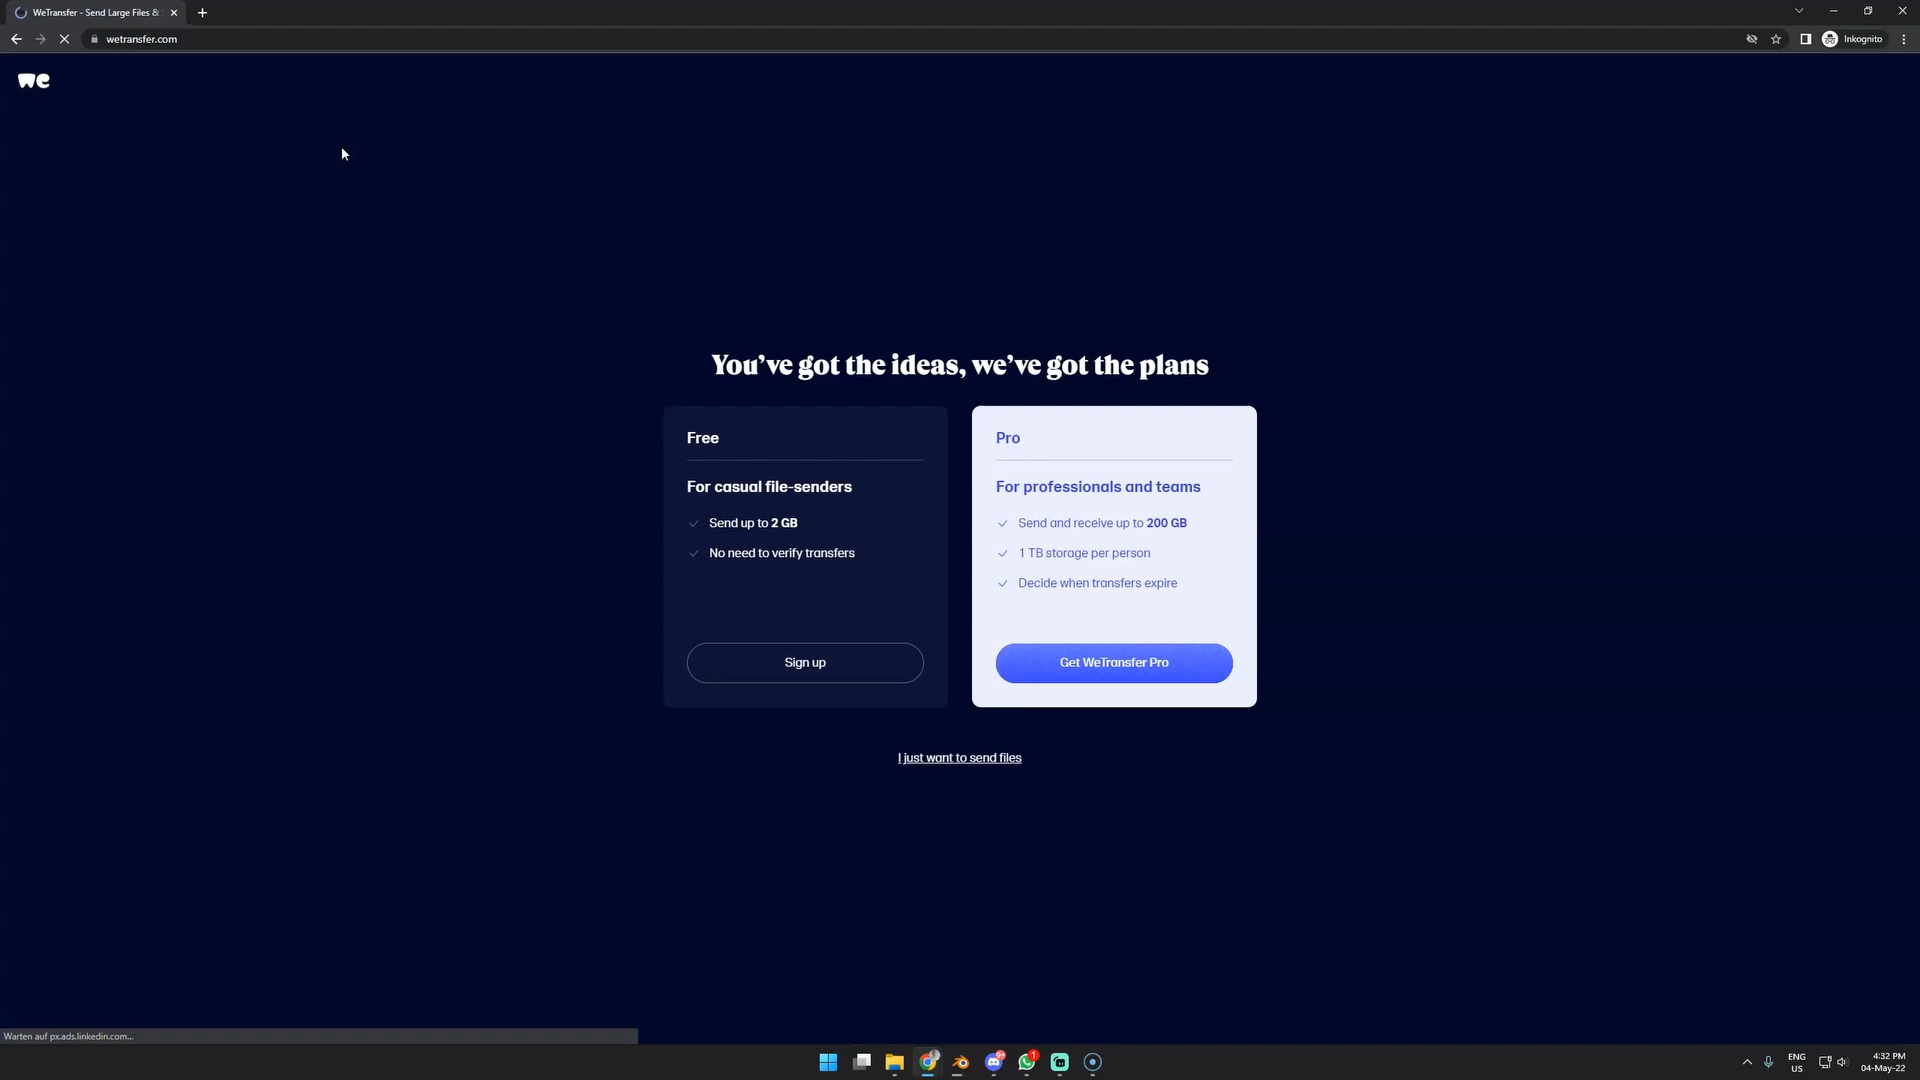 WeTransfer - Send Large Files &
wetransfer.com
Inkognito
we
You've got the ideas, we've got the plans
Free
For casual file-senders
Send up to 2 GB
No need to verify transfers
Sign up
Pro
For professionals and teams
Send and receive up to 200 GB
1 TB storage per person
Decide when transfers expire
Get WeTransfer Pro
I just want to send files
Warten auf px.ads.linkedin.com...
9+
1
ENG
US
4:32 PM
04-May-22